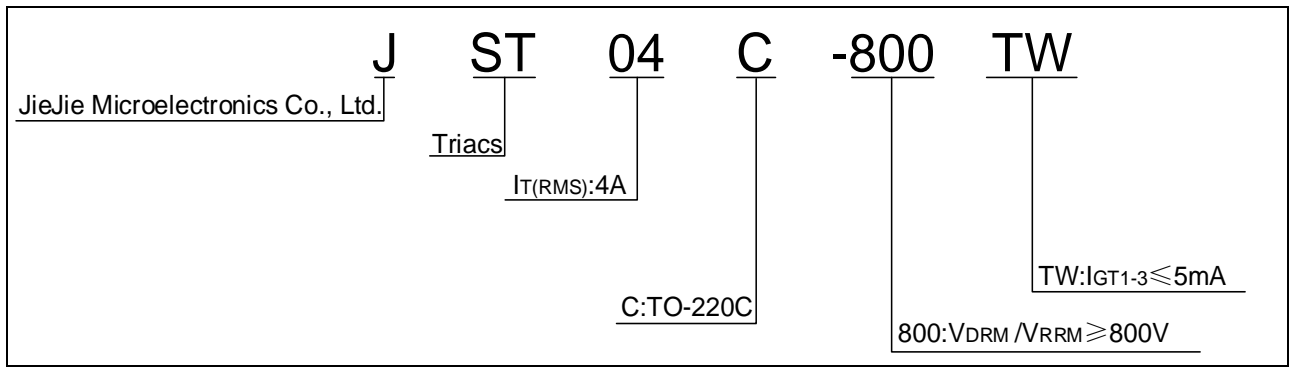 J ST 04 C -800 TW
JieJie Microelectronics Co., Ltd.
Triacs
IT(RMS):4A
TW:IGT1-3≤5mA
C:TO-220C
800:VDRM /VRRM≥800V